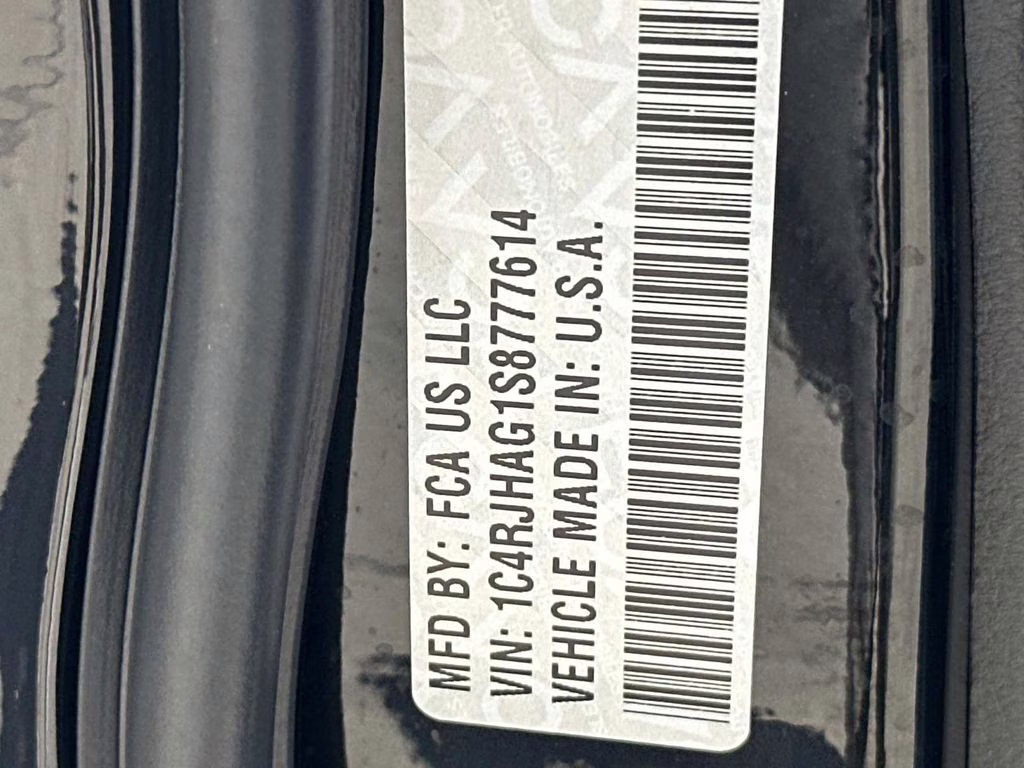 MFD BY: FCA US LLC
VIN: 1C4RJHAG1S8777614
VEHICLE MADE IN: U.S.A.